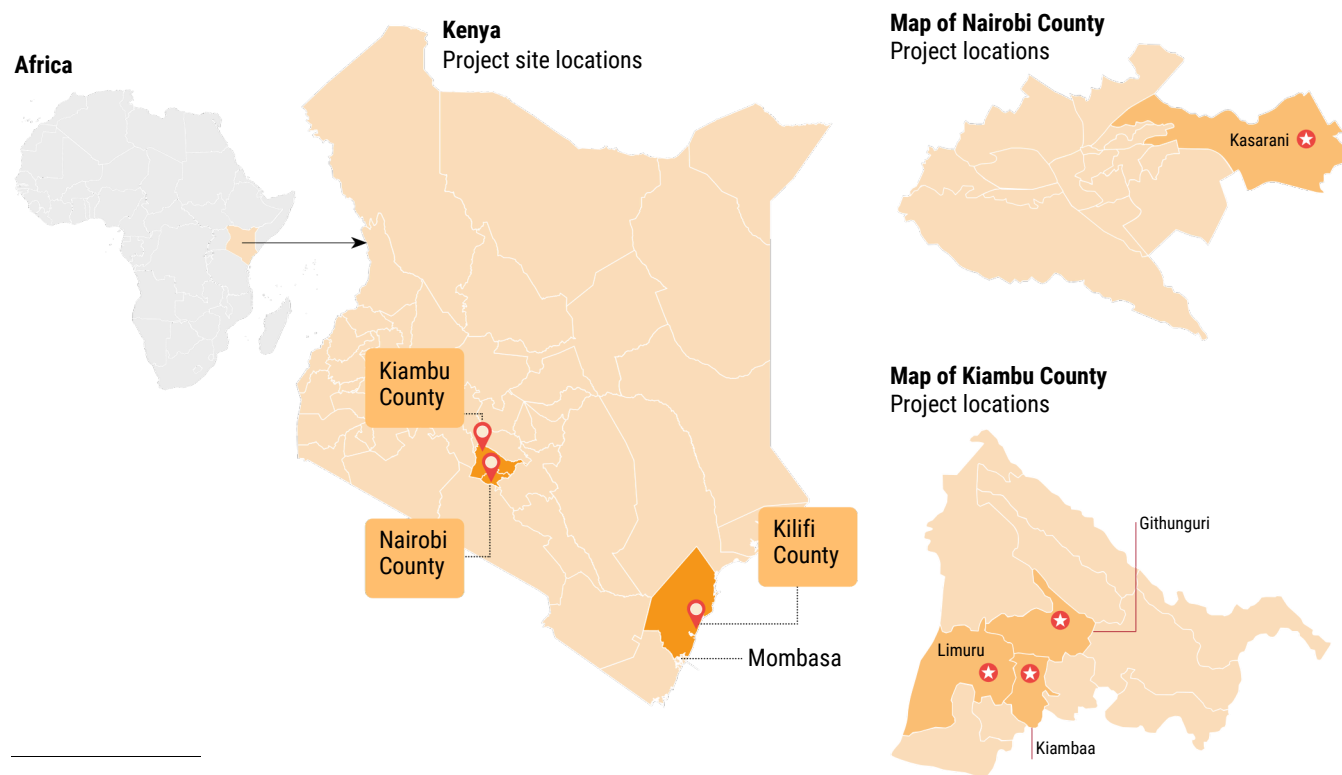 Africa
Kenya
Project site locations
Kiambu
County
Nairobi
County
Kilifi
County
Mombasa
Map of Nairobi County
Project locations
Kasarani
Map of Kiambu County
Project locations
Githunguri
Limuru
Kiambaa